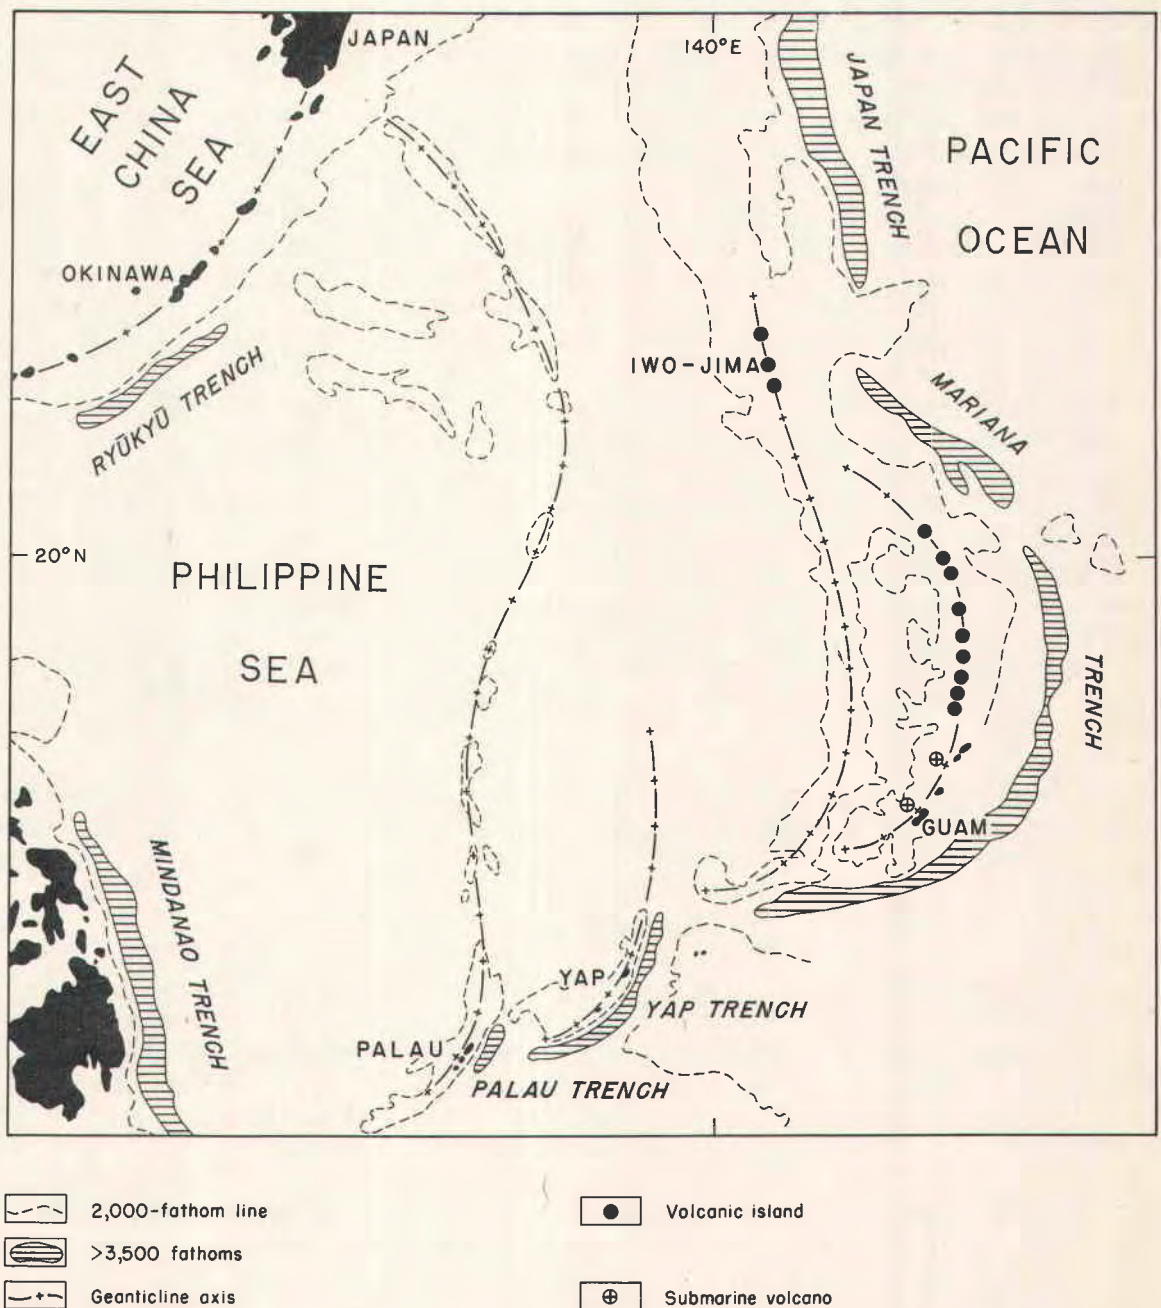 JAPAN
140°E
EAST
CHINA
SEA
JAPAN TRENCH
PACIFIC
OCEAN
OKINAWA
RYŪKYŪ TRENCH
IWO-JIMA
MARIANA
20°N
PHILIPPINE
SEA
TRENCH
GUAM
MINDANAO TRENCH
YAP
YAP TRENCH
PALAU
PALAU TRENCH
2,000-fathom line
Volcanic island
>3,500 fathoms
Geanticline axis
Submarine volcano